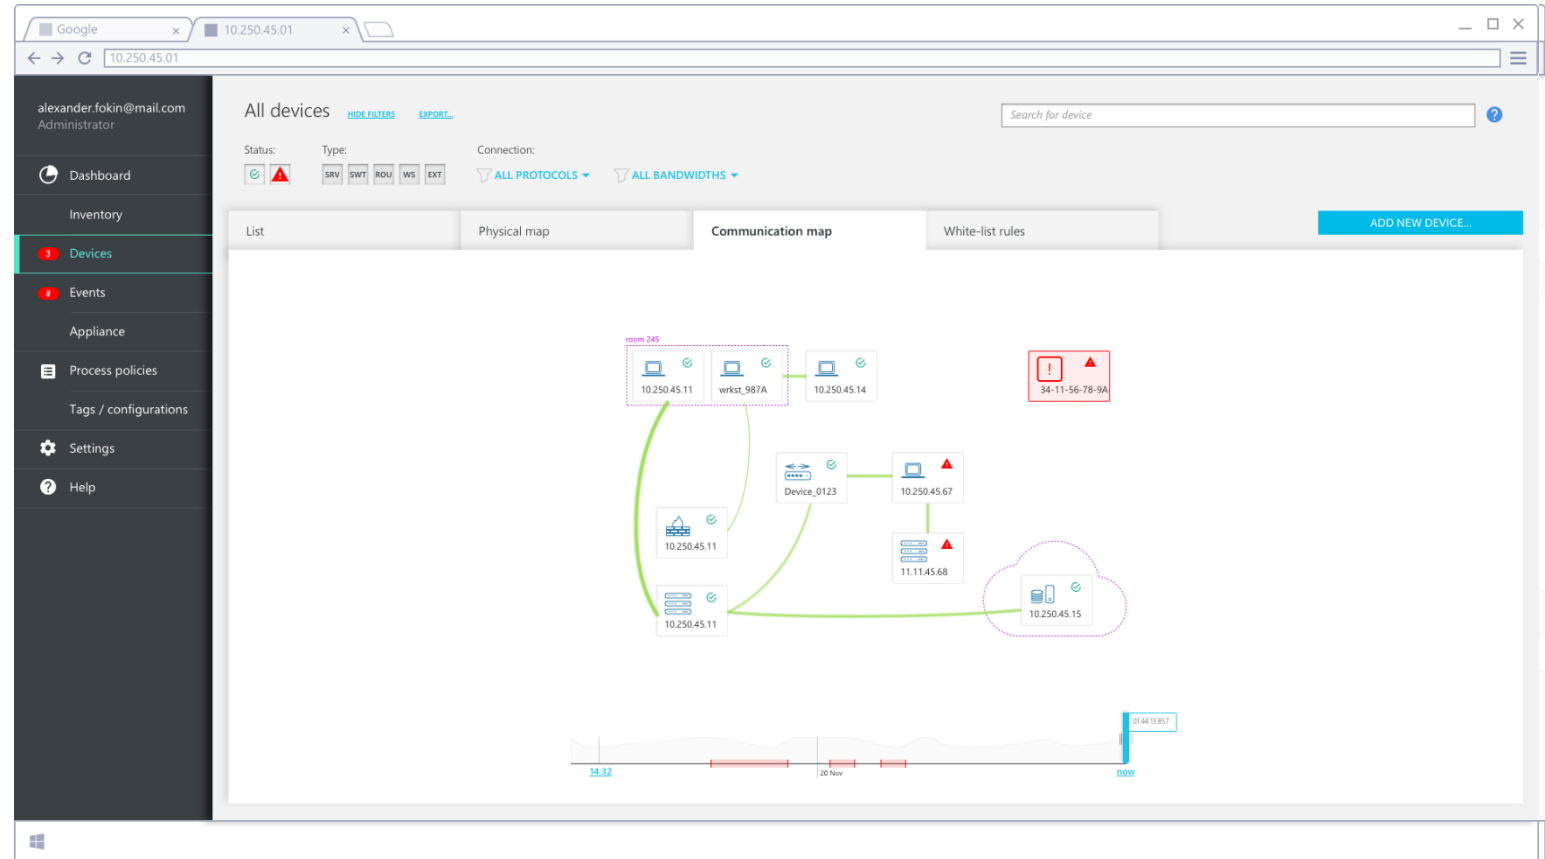 Google
10.250.45.01
10.250.45.01
alexander.fokin@mail.com
Administrator
Dashboard
Inventory
3 Devices
# Events
Appliance
Process policies
Tags / configurations
Settings
? Help
All devices HIDE FILTERS EXPORT...
Search for device ?
Status: Type: Connection:
SRV SWT ROU WS EXT ALL PROTOCOLS ALL BANDWIDTHS
List Physical map Communication map White-list rules ADD NEW DEVICE...
room 245
10.250.45.11 wrkst_987A 10.250.45.14
!
34-11-56-78-9A
Device_0123 10.250.45.67
10.250.45.11
11.11.45.68
10.250.45.15
10.250.45.11
01:44:13.857
14:32 20 Nov now